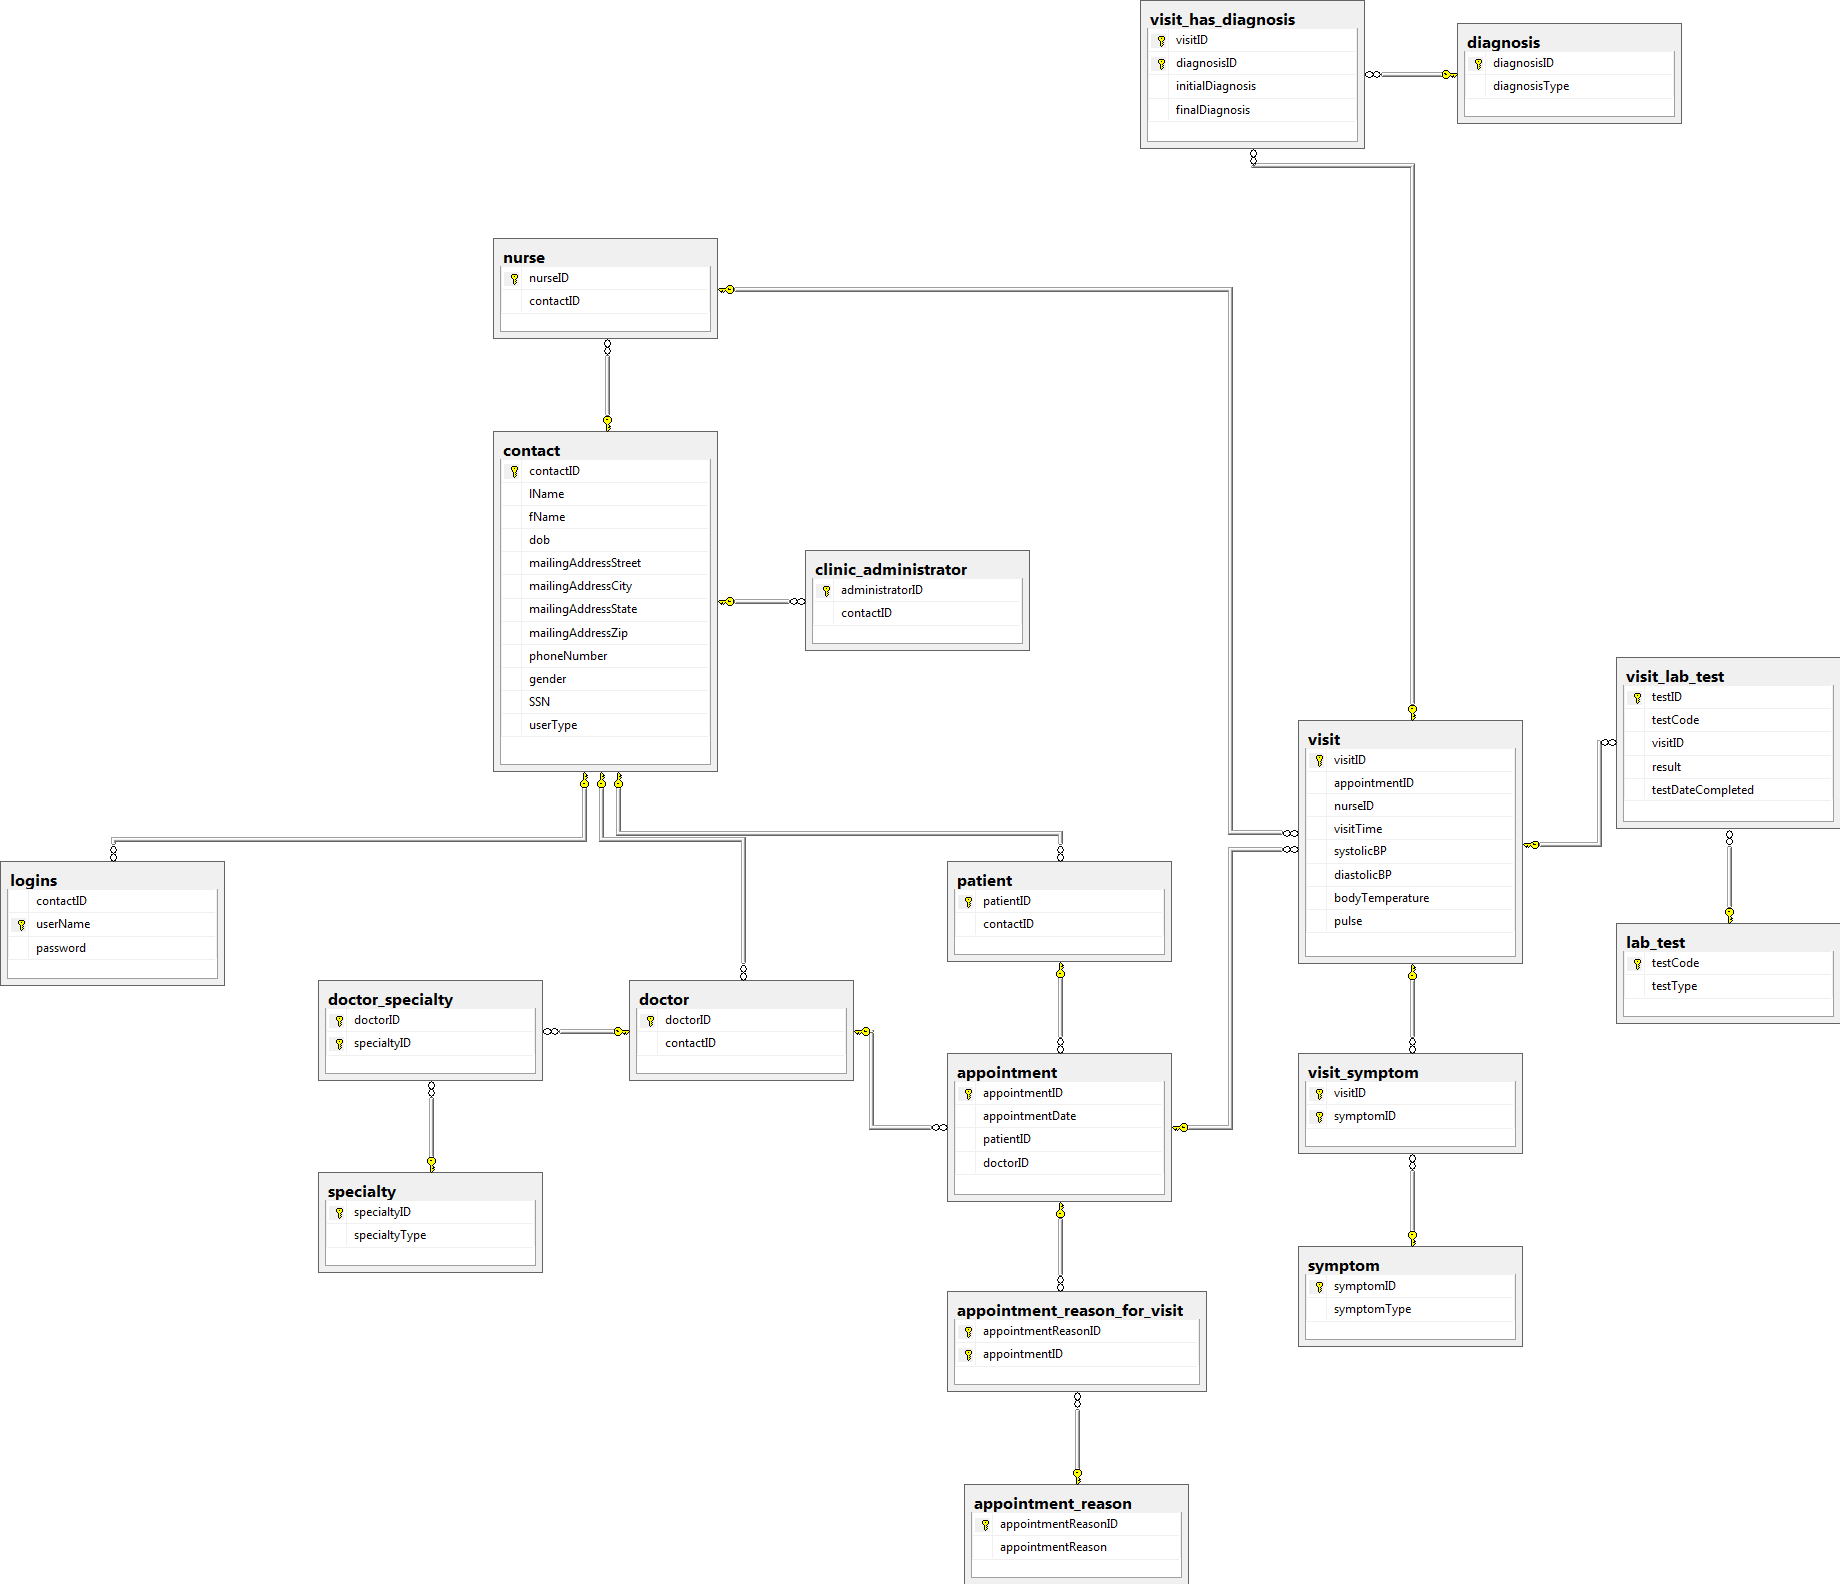 visit_has_diagnosis
visitID
diagnosisID
initialDiagnosis
finalDiagnosis
diagnosis
diagnosisID
diagnosisType
nurse
nurseID
contactID
contact
contactID
lName
fName
dob
mailingAddressStreet
mailingAddressCity
mailingAddressState
mailingAddressZip
phoneNumber
gender
SSN
userType
clinic_administrator
administratorID
contactID
visit_lab_test
testID
testCode
visitID
result
testDateCompleted
visit
visitID
appointmentID
nurseID
visitTime
systolicBP
diastolicBP
bodyTemperature
pulse
logins
contactID
userName
password
patient
patientID
contactID
lab_test
testCode
testType
doctor_specialty
doctorID
specialtyID
doctor
doctorID
contactID
appointment
appointmentID
appointmentDate
patientID
doctorID
visit_symptom
visitID
symptomID
specialty
specialtyID
specialtyType
symptom
symptomID
symptomType
appointment_reason_for_visit
appointmentReasonID
appointmentID
appointment_reason
appointmentReasonID
appointmentReason